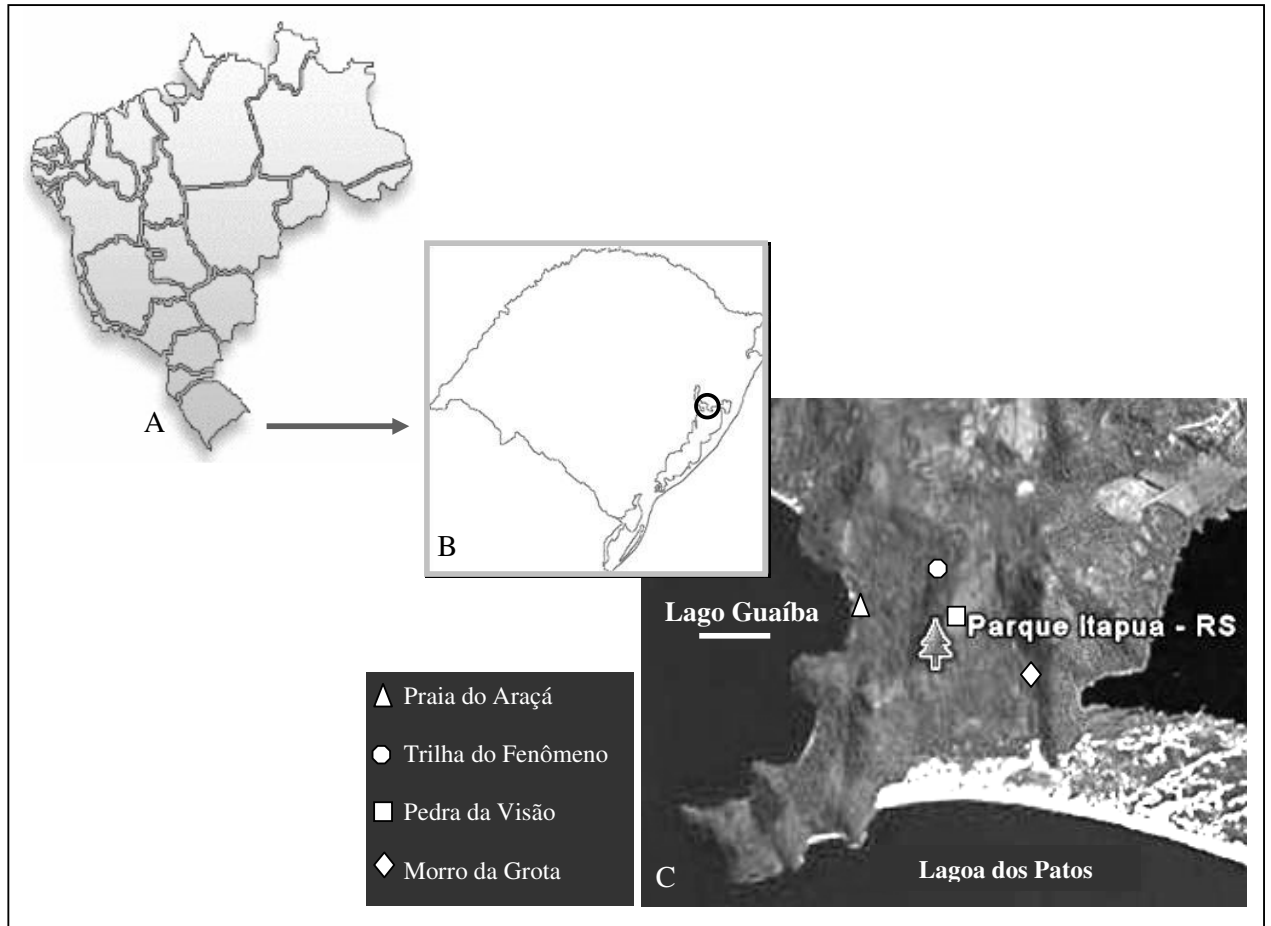 A
B
Lago Guaíba
Parque Itapua - RS
Praia do Araçá
Trilha do Fenômeno
Pedra da Visão
Morro da Grota
C
Lagoa dos Patos